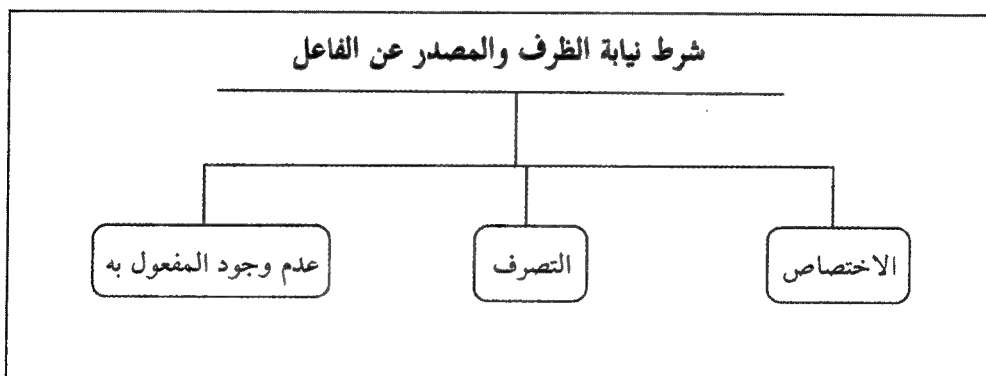 شرط نيابة الظرف والمصدر عن الفاعل
الاختصاص
التصرف
عدم وجود المفعول به